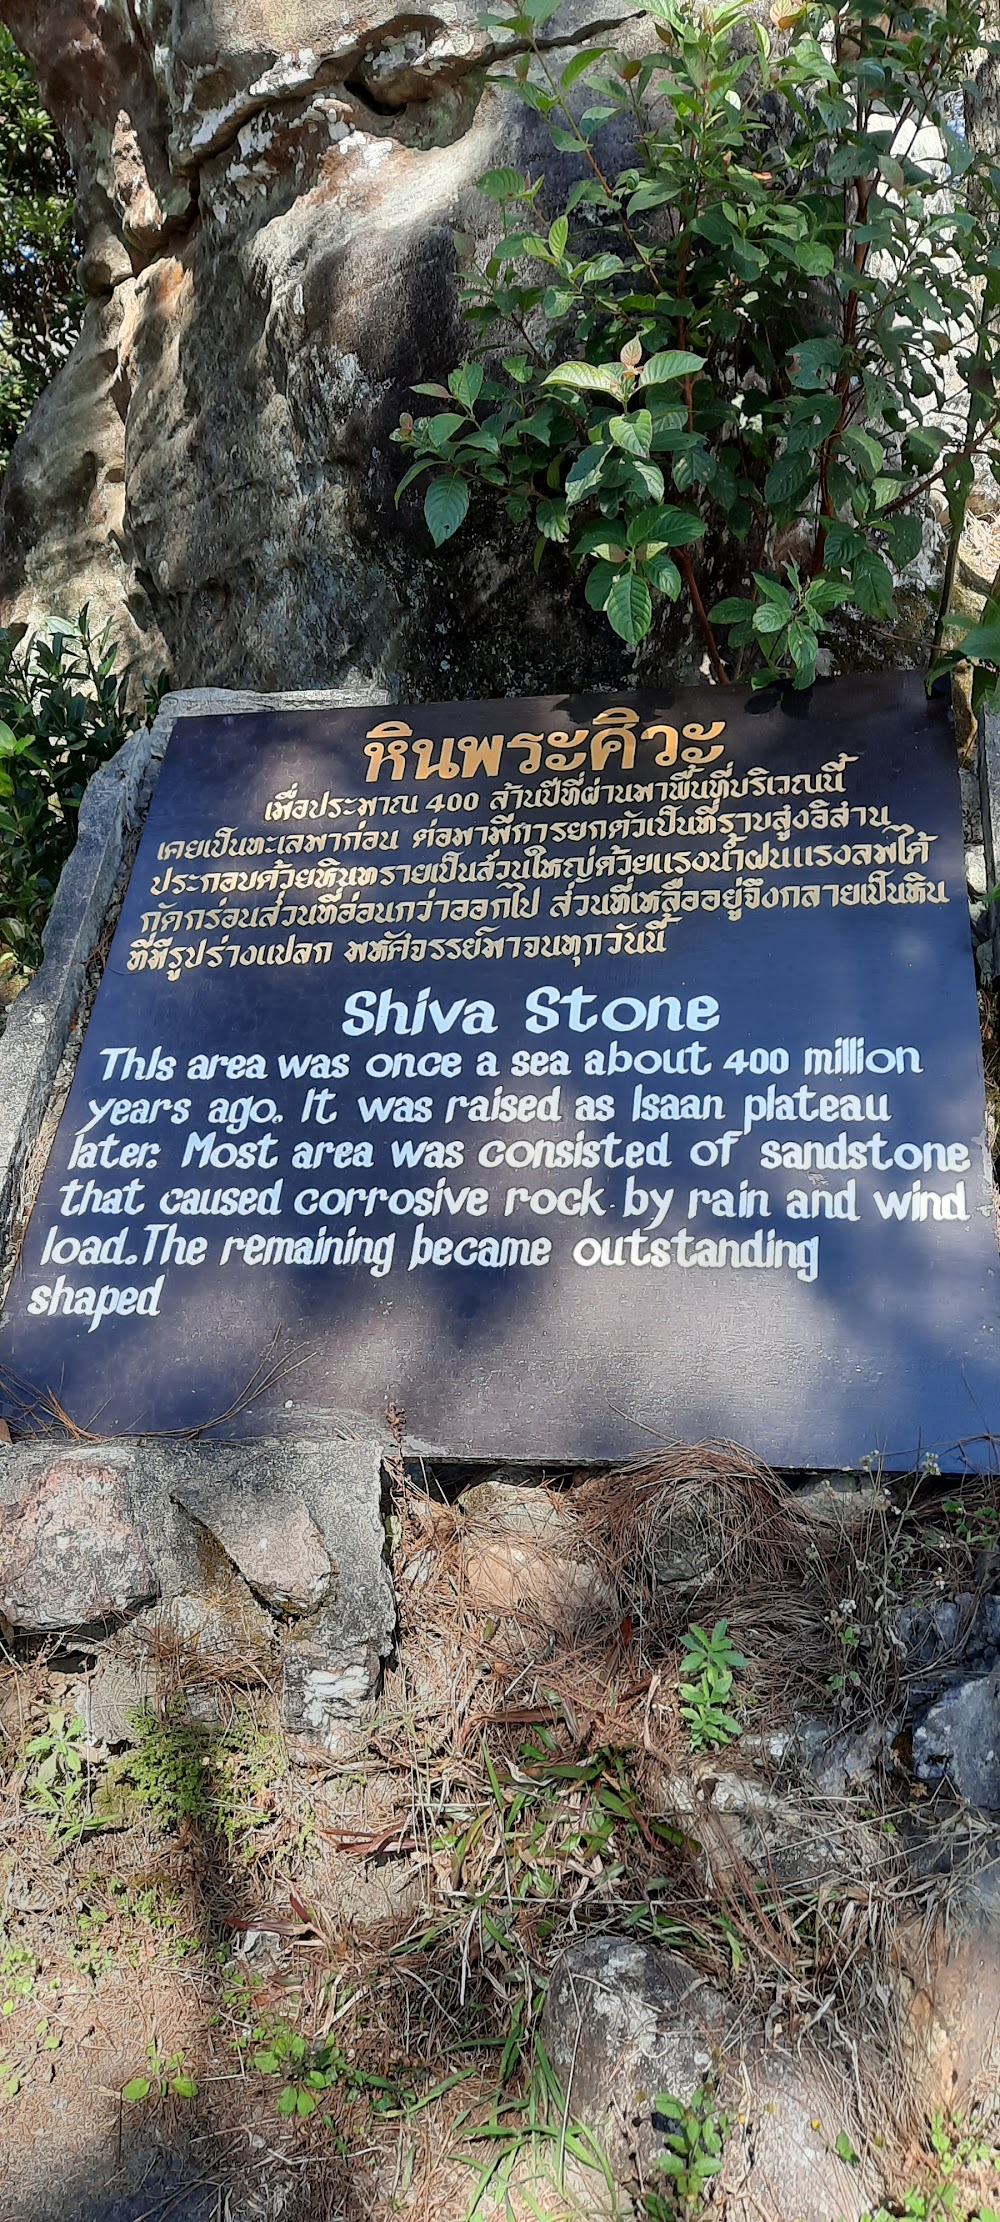 หินพระศิวะ
เมื่อประมาณ 400 ล้านปีที่ผ่านมาพื้นที่บริเวณนี้
เคยเป็นทะเลมาก่อน ต่อมามีการยกตัวเป็นที่ราบสูงอิสาน
ประกอบด้วยหินทรายเป็นส่วนใหญ่ด้วยแรงน้ำฝนแรงลมได้
กัดกร่อนส่วนที่อ่อนกว่าออกไป ส่วนที่เหลืออยู่จึงกลายเป็นหิน
ที่มีรูปร่างแปลก มหัศจรรย์มาจนทุกวันนี้
Shiva Stone
This area was once a sea about 400 million
years ago. It was raised as Isaan plateau
later. Most area was consisted of sandstone
that caused corrosive rock by rain and wind
load. The remaining became outstanding
shaped